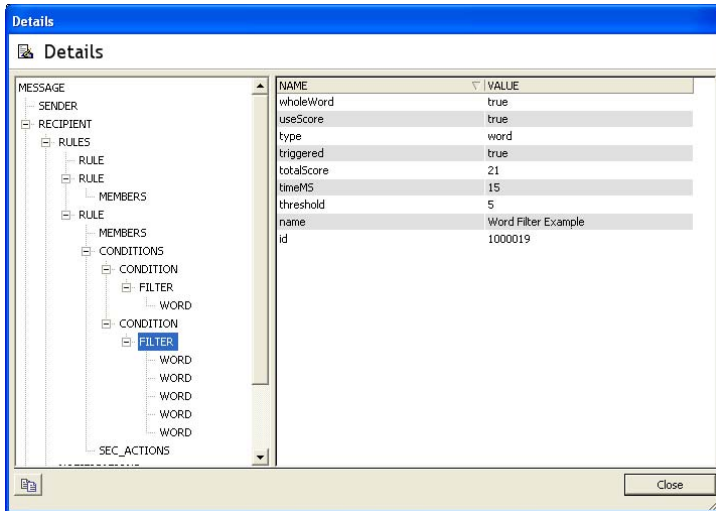 Details
Details
MESSAGE
SENDER
RECIPIENT
RULES
RULE
RULE
MEMBERS
RULE
MEMBERS
CONDITIONS
CONDITION
FILTER
WORD
CONDITION
FILTER
WORD
WORD
WORD
WORD
WORD
SEC_ACTIONS
NAME VALUE
wholeWord true
useScore true
type word
triggered true
totalScore 21
timeMS 15
threshold 5
name Word Filter Example
id 1000019
Close